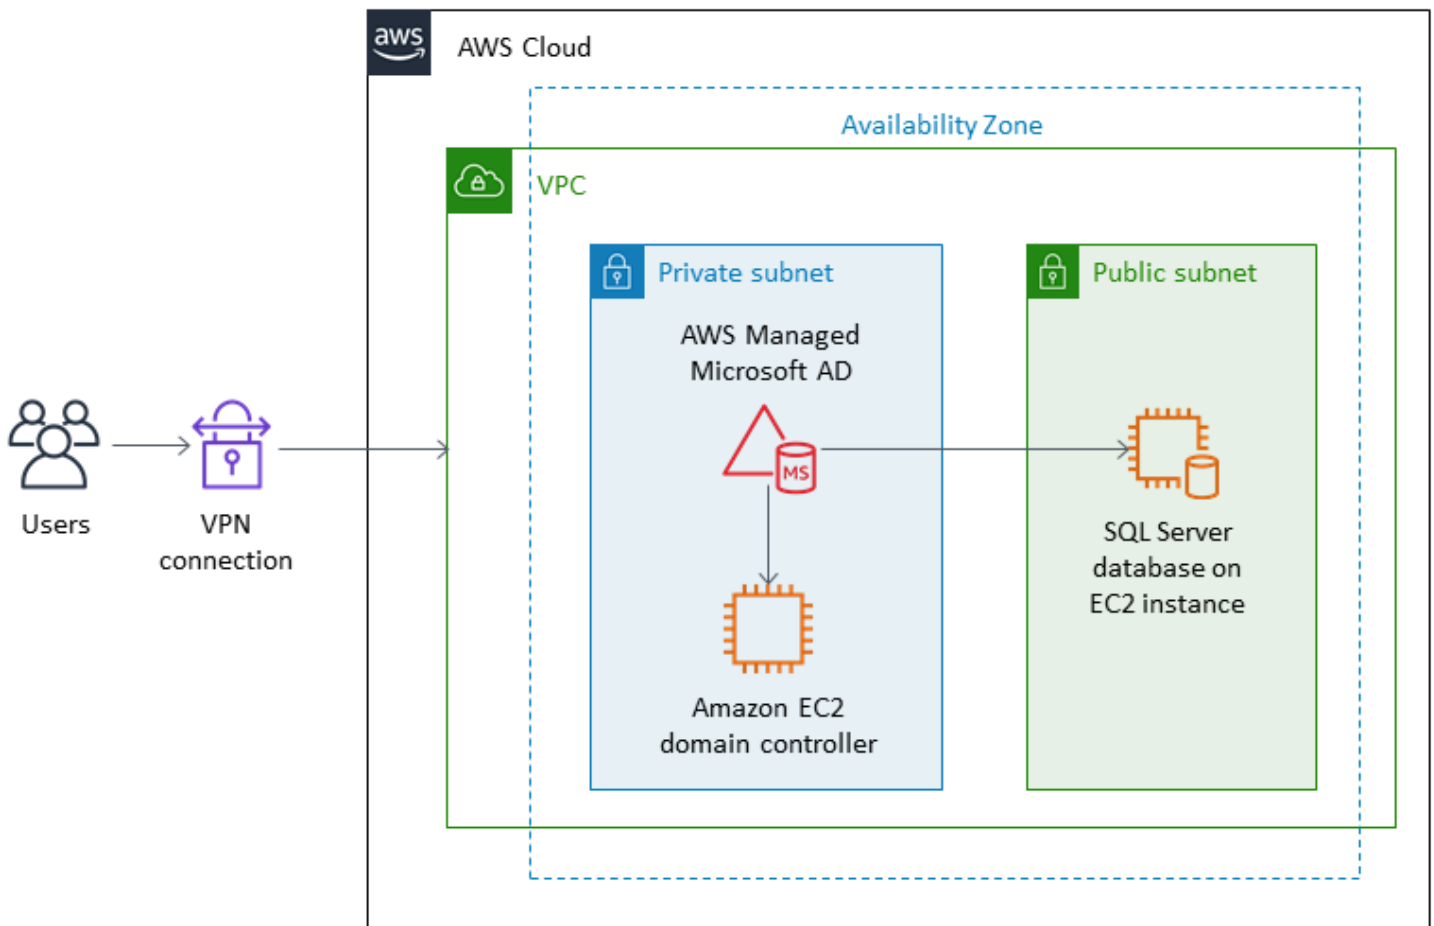 aws
AWS Cloud
Availability Zone
VPC
Private subnet
Public subnet
AWS Managed
Microsoft AD
MS
Users
VPN
connection
SQL Server
database on
EC2 instance
Amazon EC2
domain controller